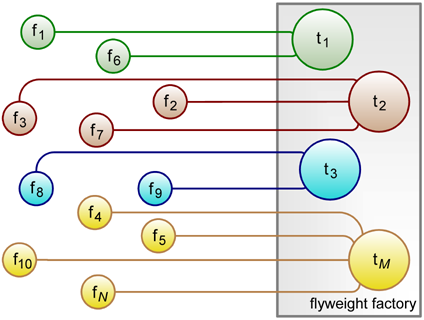 f1
t1
f6
t2
f2
f3
f7
t3
f8
f9
f4
f5
f10
tM
fN
flyweight factory